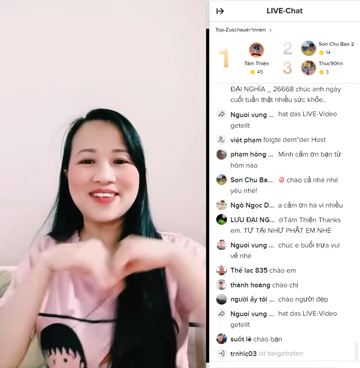 LIVE-Chat
Top-Zuschauer*innen >
1
Tâm Thiện
45
2
Son Chu Bao 2
14
3
Thuc90hn
3
ĐẠI NGHĨA _ 26668 chúc anh ngày
cuối tuần thật nhiều sức khỏe..
Nguoi vung ... hat das LIVE-Video
geteilt
việt phạm folgte dem*der Host
phạm hồng ... Mình cảm ơn bạn từ
hôm nào
Son Chu Ba... chào cả nhà nhé
yêu nhé!
Ngó Ngọc D... a cảm ơn hà vi nhiều
LƯU ĐẠI NG... @Tâm Thiện Thanks
em. TỰ TẠI NHƯ PHẬT EM NHÉ
Nguoi vung ... chúc e buổi trưa vui
vẻ nhé
Thế lạc 835 chào em
thành hoàng chào chị
người ấy tôi ... chào người đẹp
Nguoi vung ... hat das LIVE-Video
geteilt
suốt lê chào bạn
trnhlc03 ist beigetreten